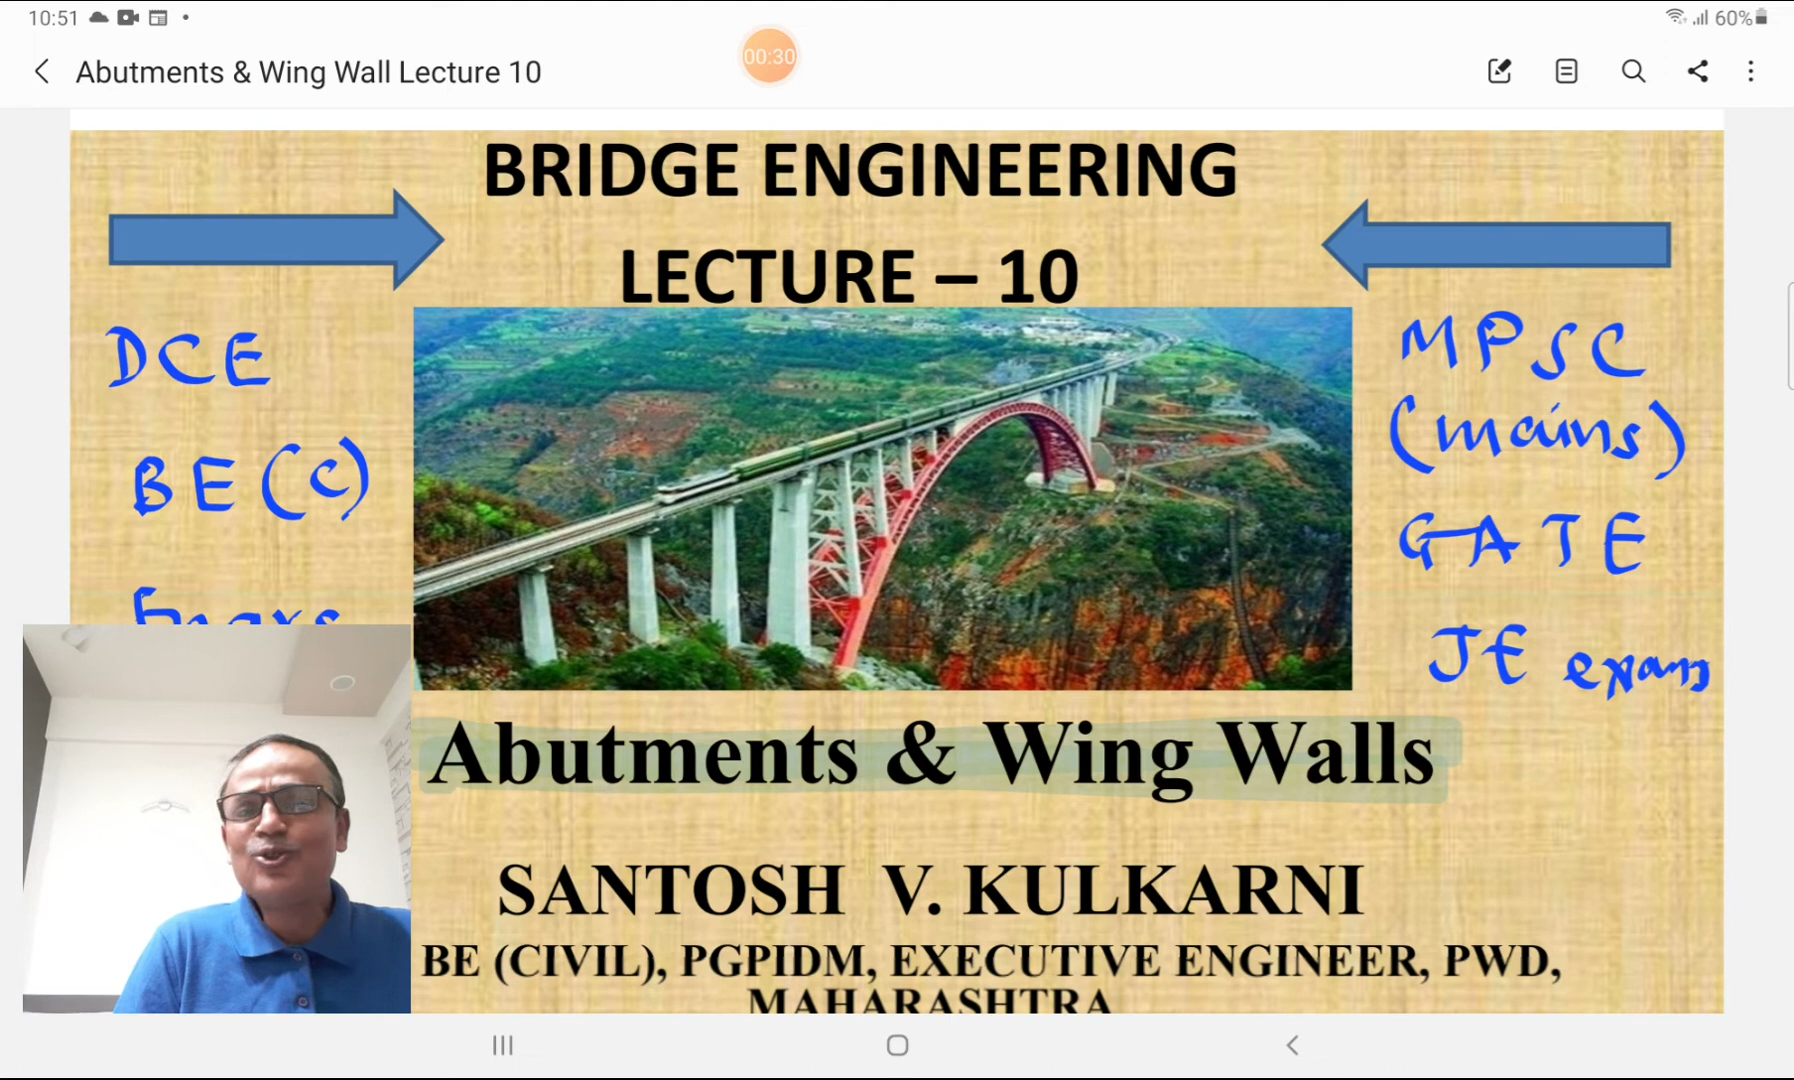 10:51
60%
Abutments & Wing Wall Lecture 10
00:30
BRIDGE ENGINEERING
LECTURE – 10
DCE
BE (C)
MPSC
(mains)
GATE
JE exams
Abutments & Wing Walls
SANTOSH V. KULKARNI
BE (CIVIL), PGPIDM, EXECUTIVE ENGINEER, PWD,
MAHARASHTRA